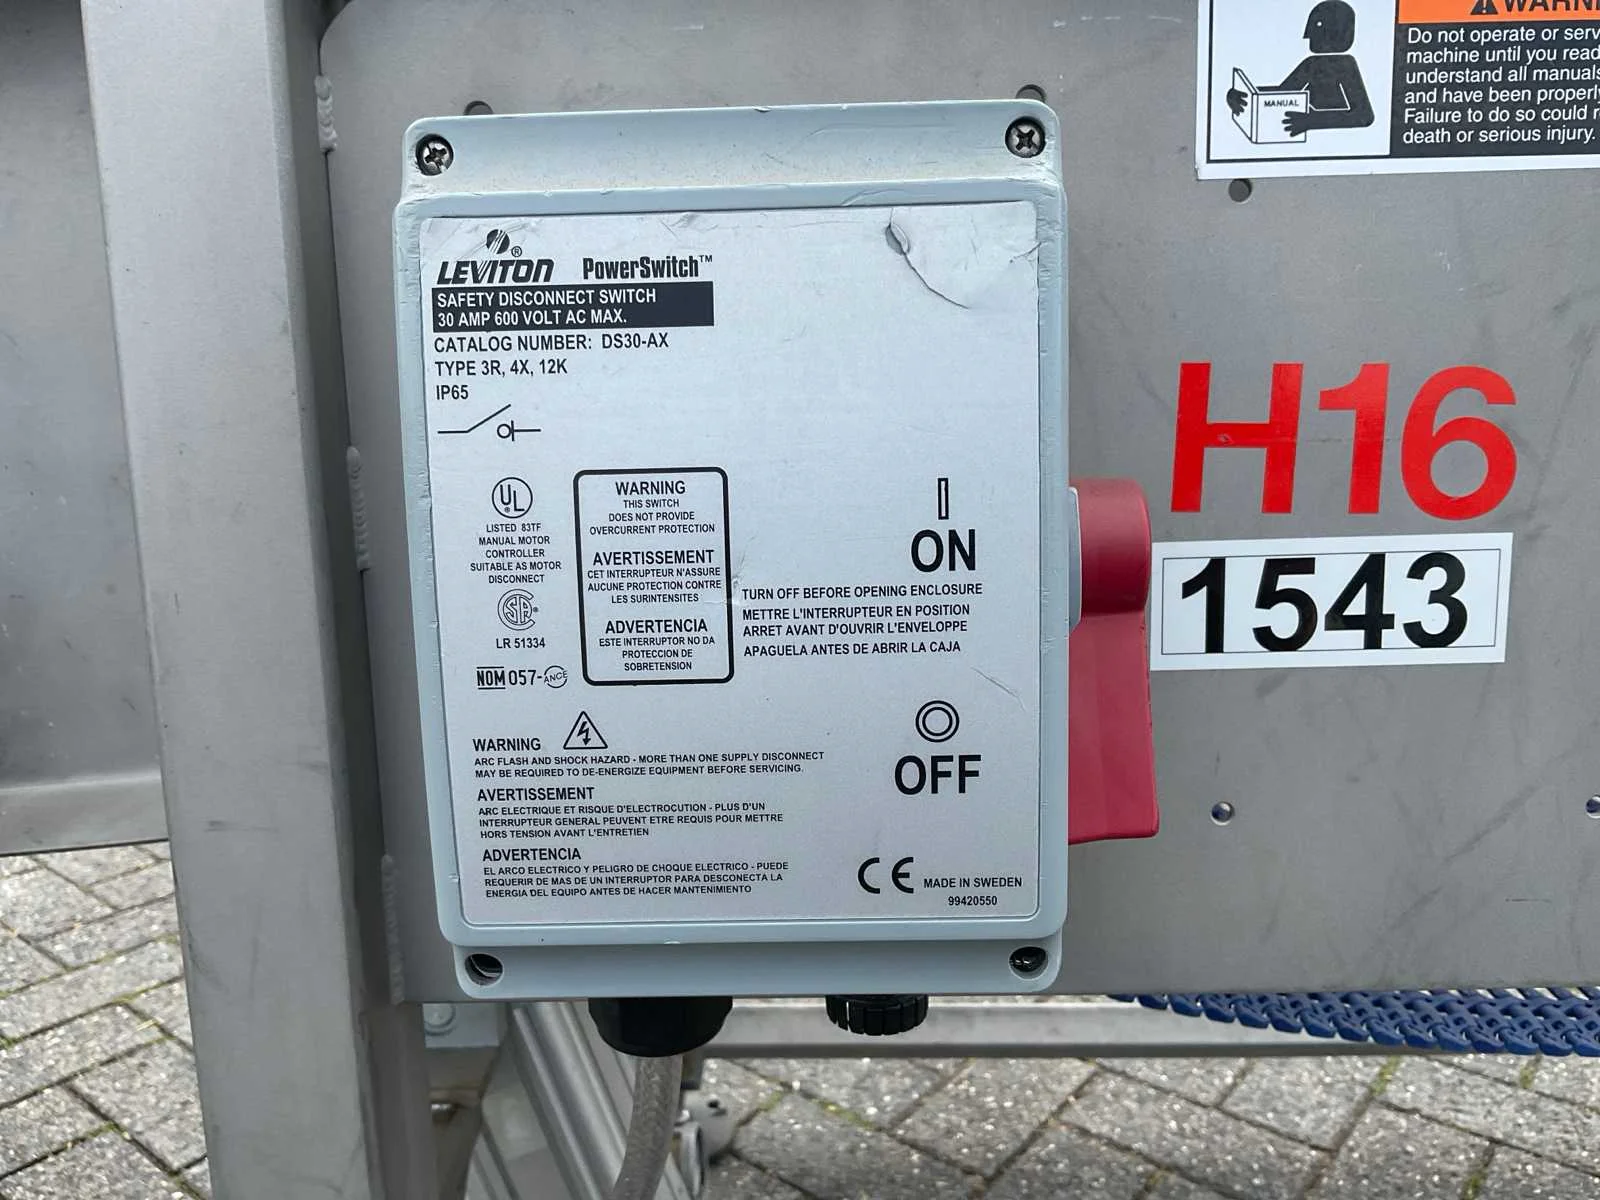 WARN
Do not operate or serv
machine until you read
understand all manuals
and have been properly
Failure to do so could r
death or serious injury.
MANUAL
LEVITON® PowerSwitch™
SAFETY DISCONNECT SWITCH
30 AMP 600 VOLT AC MAX.
CATALOG NUMBER: DS30-AX
TYPE 3R, 4X, 12K
IP65
UL
LISTED 83TF
MANUAL MOTOR
CONTROLLER
SUITABLE AS MOTOR
DISCONNECT
SA®
LR 51334
NOM 057-ANCE
WARNING
THIS SWITCH
DOES NOT PROVIDE
OVERCURRENT PROTECTION
AVERTISSEMENT
CET INTERRUPTEUR N'ASSURE
AUCUNE PROTECTION CONTRE
LES SURINTENSITES
ADVERTENCIA
ESTE INTERRUPTOR NO DA
PROTECCION DE
SOBRETENSION
ON
TURN OFF BEFORE OPENING ENCLOSURE
METTRE L'INTERRUPTEUR EN POSITION
ARRET AVANT D'OUVRIR L'ENVELOPPE
APAGUELA ANTES DE ABRIR LA CAJA
OFF
WARNING
ARC FLASH AND SHOCK HAZARD - MORE THAN ONE SUPPLY DISCONNECT
MAY BE REQUIRED TO DE-ENERGIZE EQUIPMENT BEFORE SERVICING.
AVERTISSEMENT
ARC ELECTRIQUE ET RISQUE D'ELECTROCUTION - PLUS D'UN
INTERRUPTEUR GENERAL PEUVENT ETRE REQUIS POUR METTRE
HORS TENSION AVANT L'ENTRETIEN
ADVERTENCIA
EL ARCO ELECTRICO Y PELIGRO DE CHOQUE ELECTRICO - PUEDE
REQUERIR DE MAS DE UN INTERRUPTOR PARA DESCONECTA LA
ENERGIA DEL EQUIPO ANTES DE HACER MANTENIMIENTO
CE MADE IN SWEDEN
99420550
H16
1543